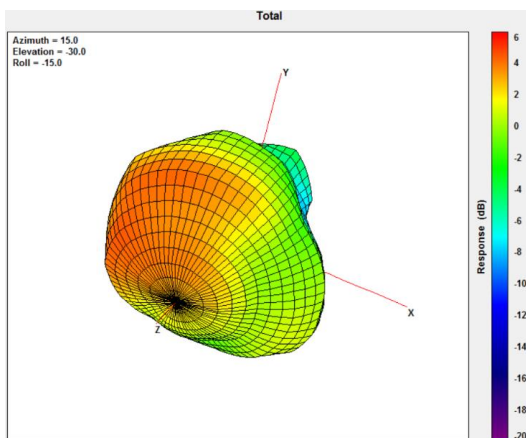 Total
Azimuth = 15.0
Elevation = -30.0
Roll = -15.0
Y
X
Z
6
4
2
0
-2
-4
-6
-8
-10
-12
-14
-16
-18
-20
Response (dB)